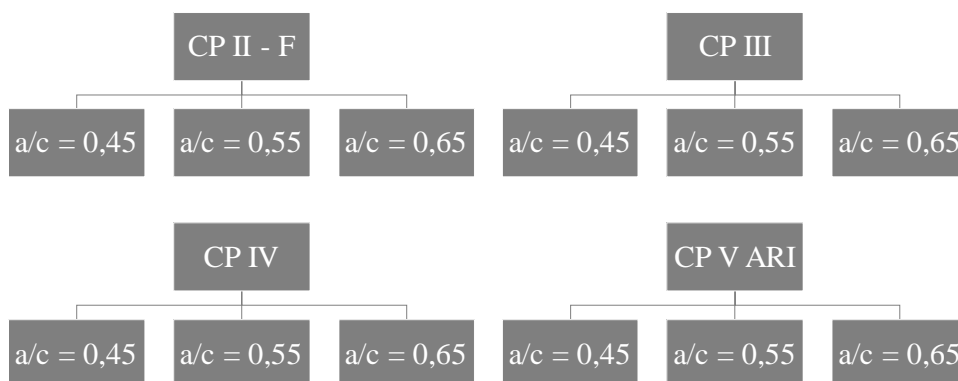 CP II - F
a/c = 0,45
a/c = 0,55
a/c = 0,65
CP III
a/c = 0,45
a/c = 0,55
a/c = 0,65
CP IV
a/c = 0,45
a/c = 0,55
a/c = 0,65
CP V ARI
a/c = 0,45
a/c = 0,55
a/c = 0,65